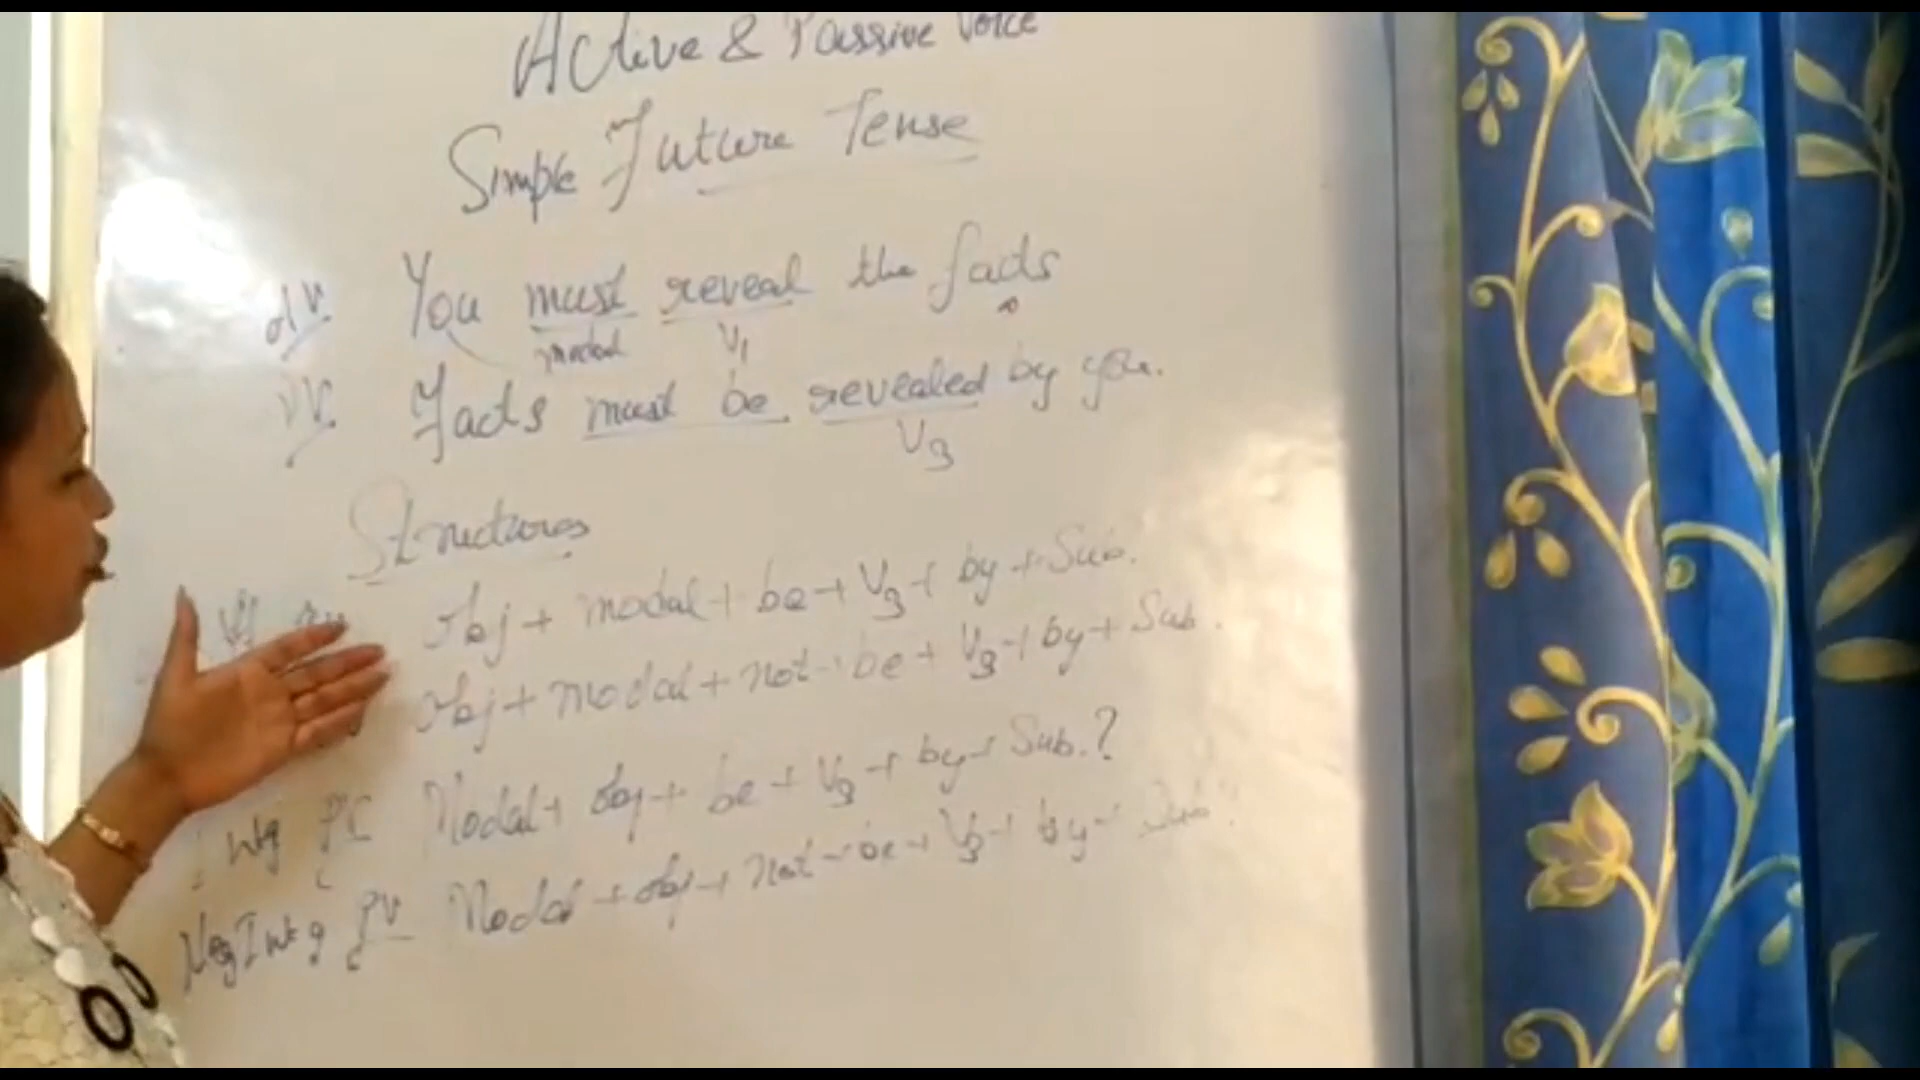 Active & Passive Voice
Simple Future Tense
AV. You must reveal the facts
modal V1 o
PV. Facts must be revealed by you.
V3
Structures
Obj + modal + be + V3 + by + Sub.
Obj + modal + not + be + V3 + by + Sub.
Intg PV Modal + obj + be + V3 + by + Sub.?
Neg Intg PV Modal + obj + not + be + V3 + by + Sub?